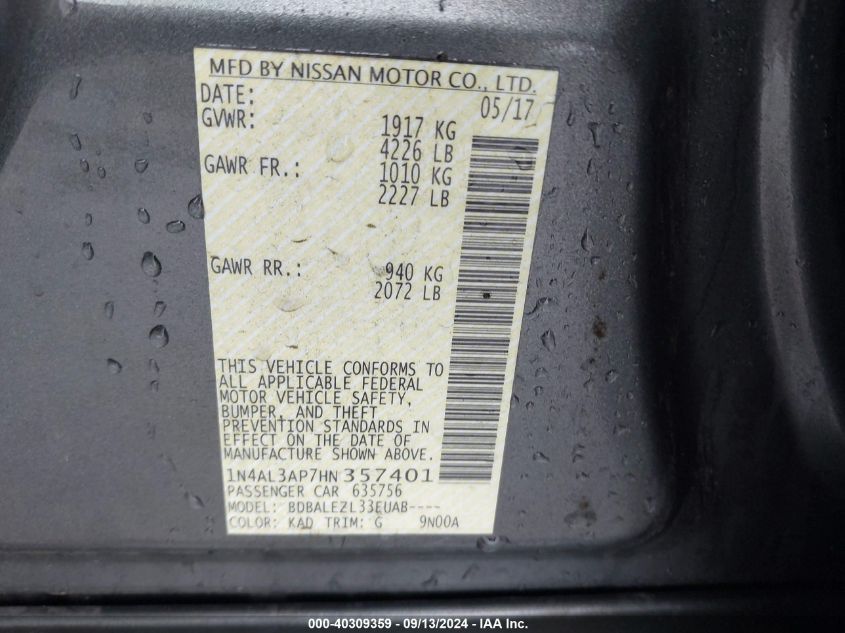 MFD BY NISSAN MOTOR CO., LTD.
DATE: 05/17
GVWR: 1917 KG
4226 LB
GAWR FR.: 1010 KG
2227 LB
GAWR RR.: 940 KG
2072 LB
THIS VEHICLE CONFORMS TO
ALL APPLICABLE FEDERAL
MOTOR VEHICLE SAFETY,
BUMPER, AND THEFT
PREVENTION STANDARDS IN
EFFECT ON THE DATE OF
MANUFACTURE SHOWN ABOVE.
1N4AL3AP7HN357401
PASSENGER CAR 635756
MODEL: BDBALEZL33EUAB----
COLOR: KAD TRIM: G 9N00A
000-40309359 - 09/13/2024 - IAA Inc.